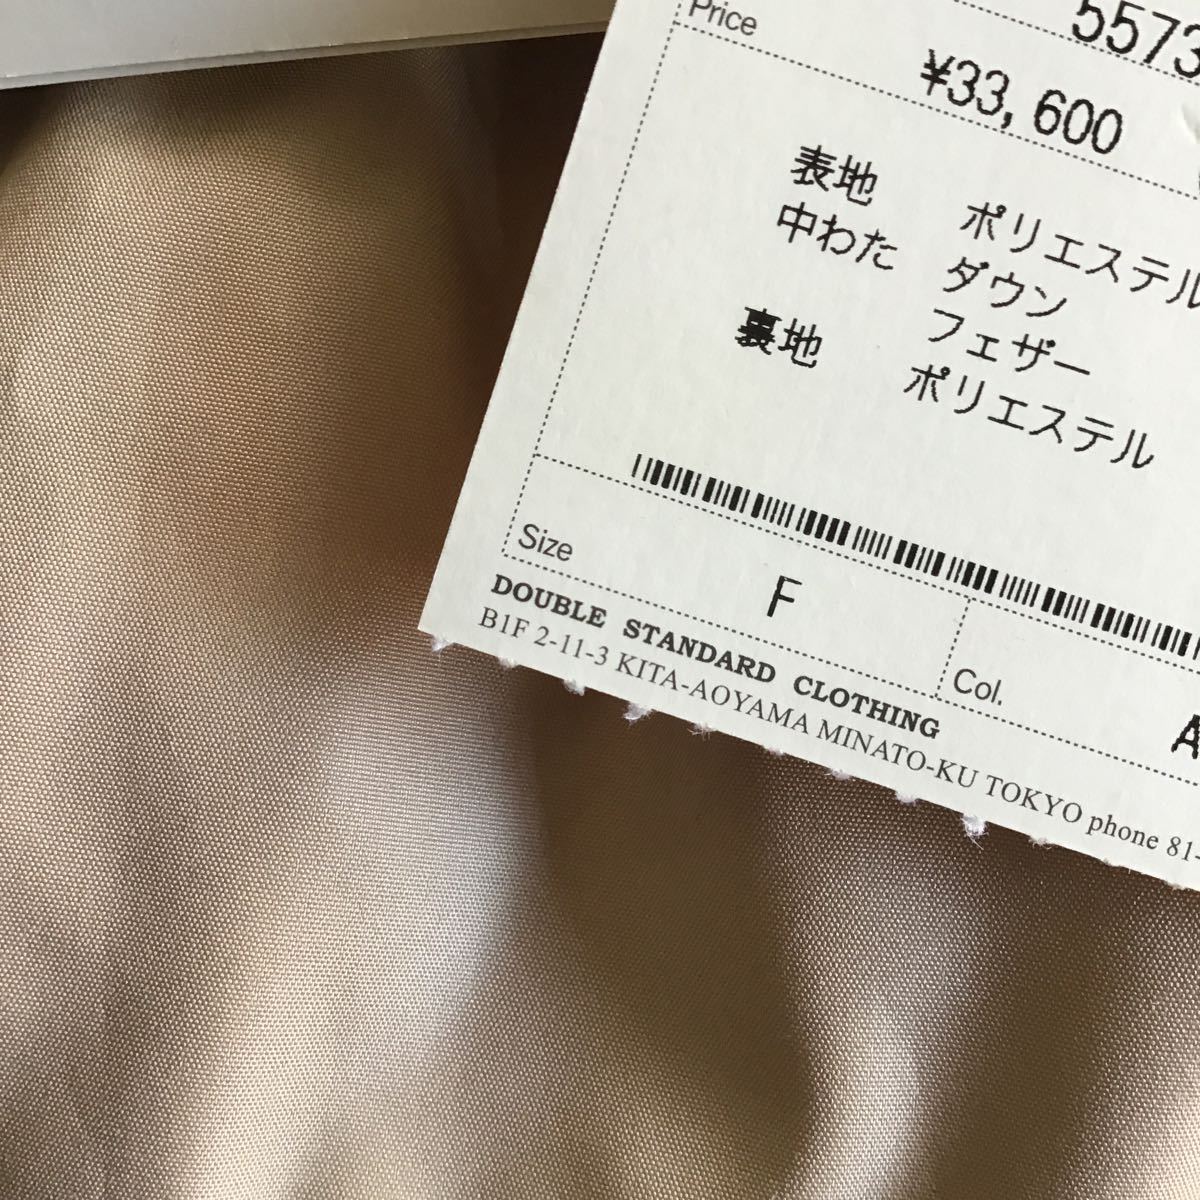 5573
Price
¥33,600
表地 ポリエステル
中わた ダウン
フェザー
裏地 ポリエステル
Size
F
Col.
A
DOUBLE STANDARD CLOTHING
B1F 2-11-3 KITA-AOYAMA MINATO-KU TOKYO phone 81-